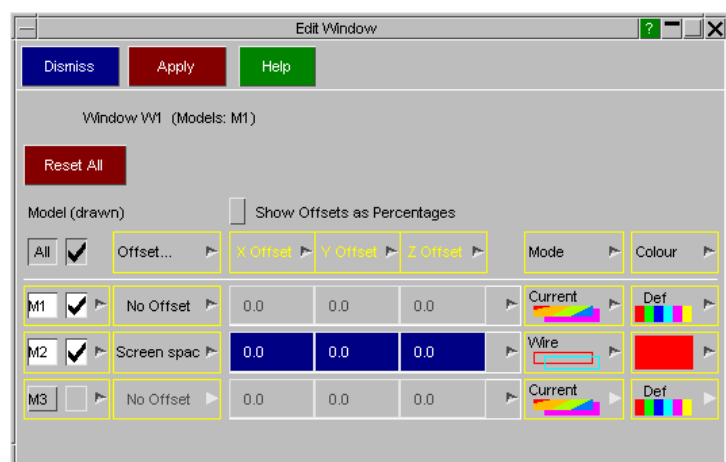 Edit Window ?
Dismiss Apply Help
Window W1 (Models: M1)
Reset All
Model (drawn) Show Offsets as Percentages
All Offset... X Offset Y Offset Z Offset Mode Colour
M1 No Offset 0.0 0.0 0.0 Current Def
M2 Screen spac 0.0 0.0 0.0 Wire
M3 No Offset 0.0 0.0 0.0 Current Def